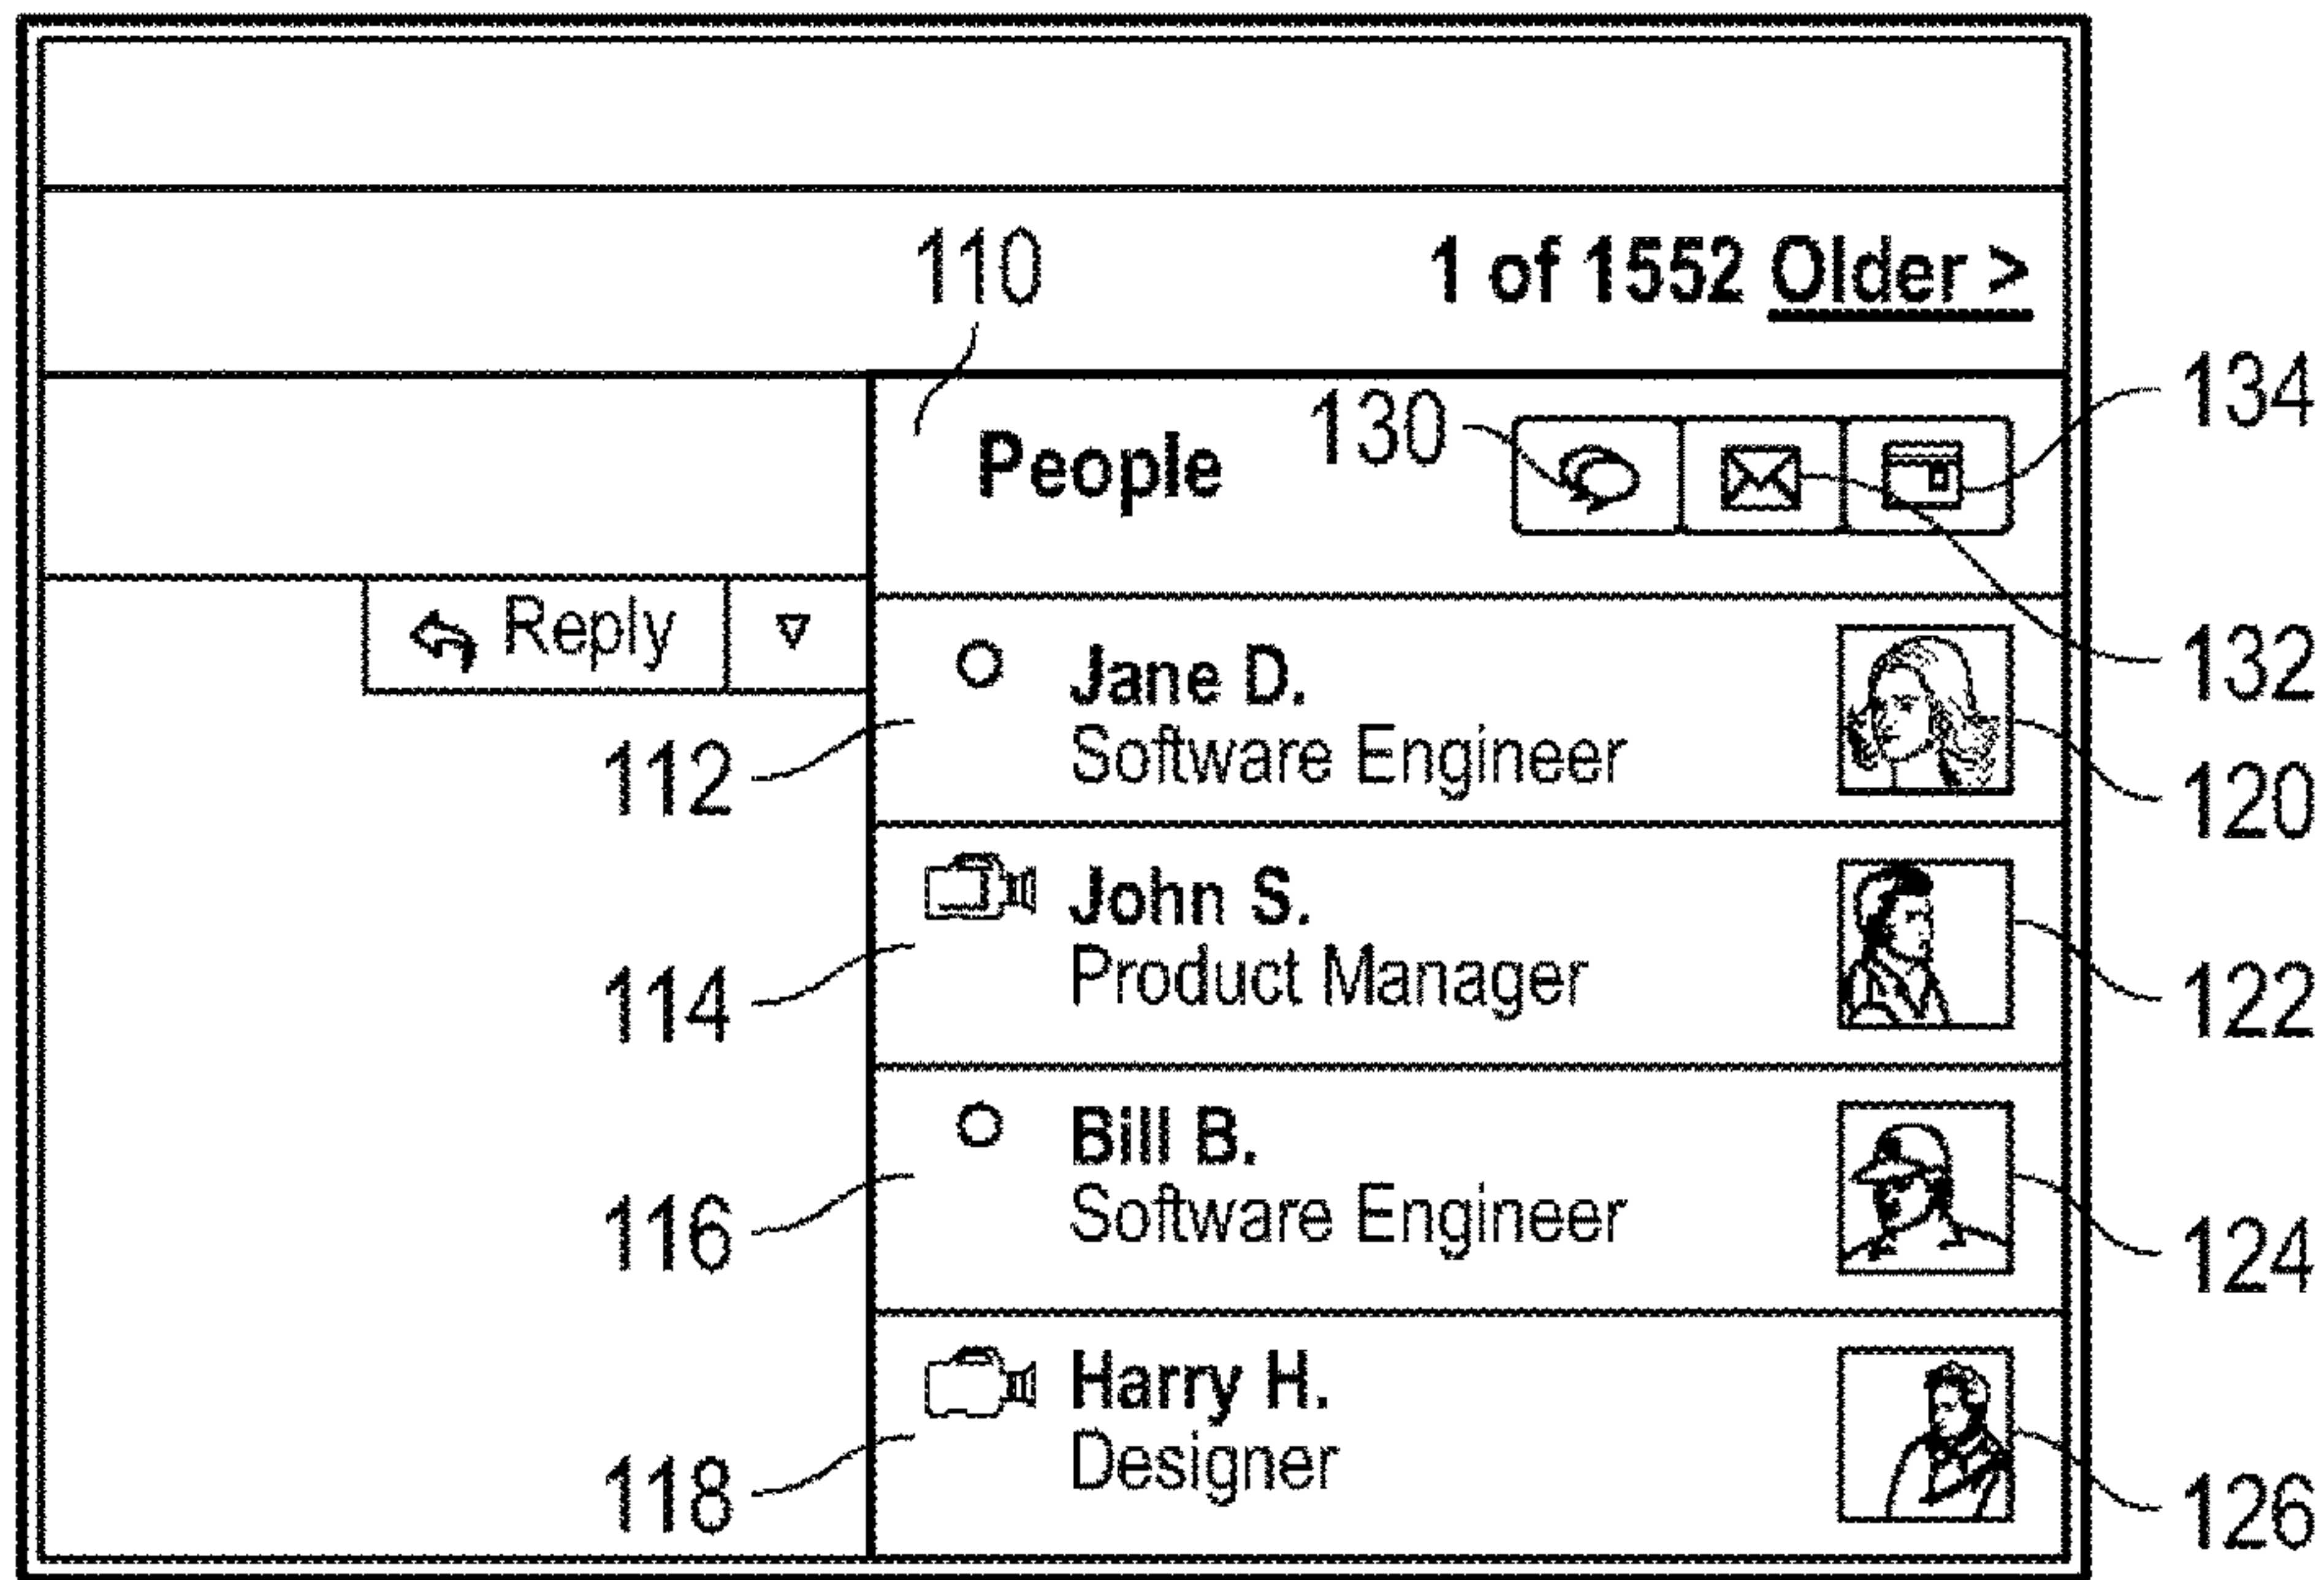 110
1 of 1552 Older >
134
People
130
Reply
132
Jane D.
Software Engineer
112
120
John S.
Product Manager
114
122
Bill B.
Software Engineer
116
124
Harry H.
Designer
118
126